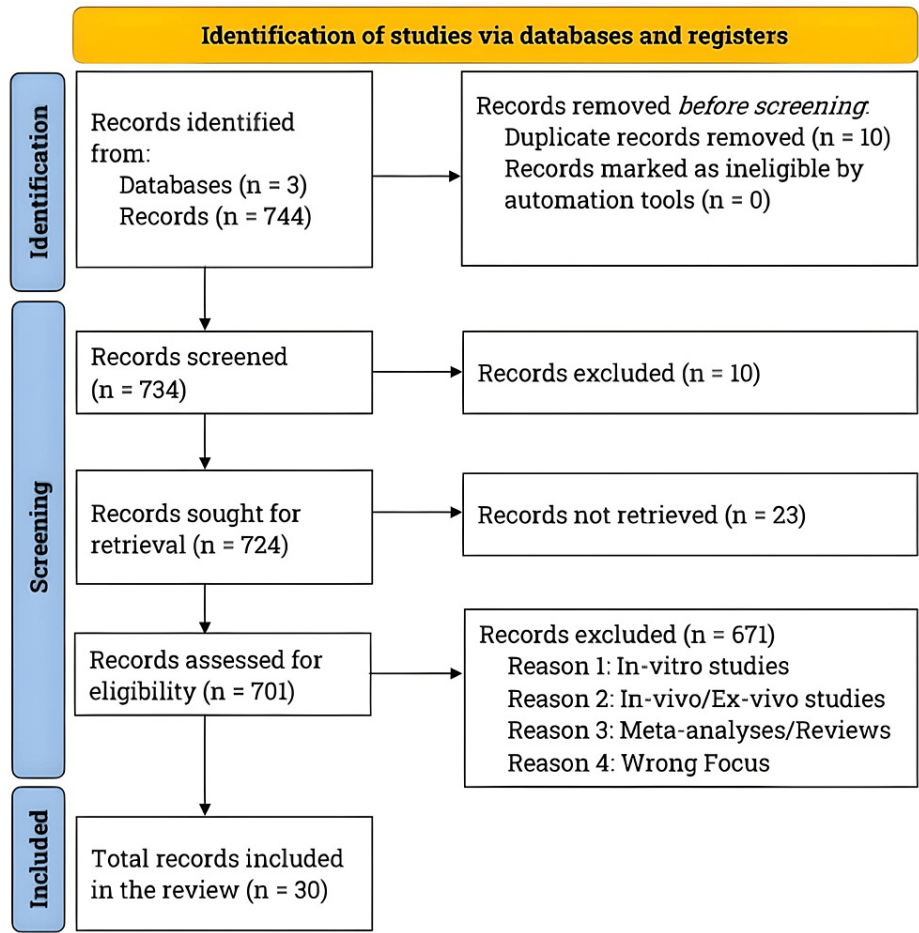 Identification of studies via databases and registers
Identification
Records identified
from:
Databases (n = 3)
Records (n = 744)
Records removed before screening:
Duplicate records removed (n = 10)
Records marked as ineligible by
automation tools (n = 0)
Screening
Records screened
(n = 734)
Records excluded (n = 10)
Records sought for
retrieval (n = 724)
Records not retrieved (n = 23)
Records assessed for
eligibility (n = 701)
Records excluded (n = 671)
Reason 1: In-vitro studies
Reason 2: In-vivo/Ex-vivo studies
Reason 3: Meta-analyses/Reviews
Reason 4: Wrong Focus
Included
Total records included
in the review (n = 30)